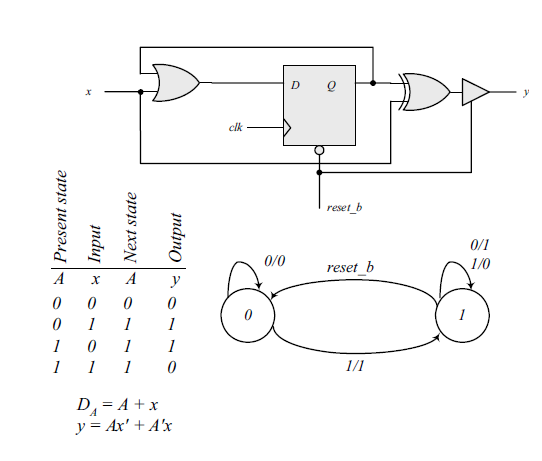 x
D Q
clk
y
reset_b
Present state Input Next state Output
A x A y
0 0 0 0
0 1 1 1
1 0 1 1
1 1 1 0
0/0
reset_b
0/1
1/0
0
1
1/1
D_A = A + x
y = Ax' + A'x